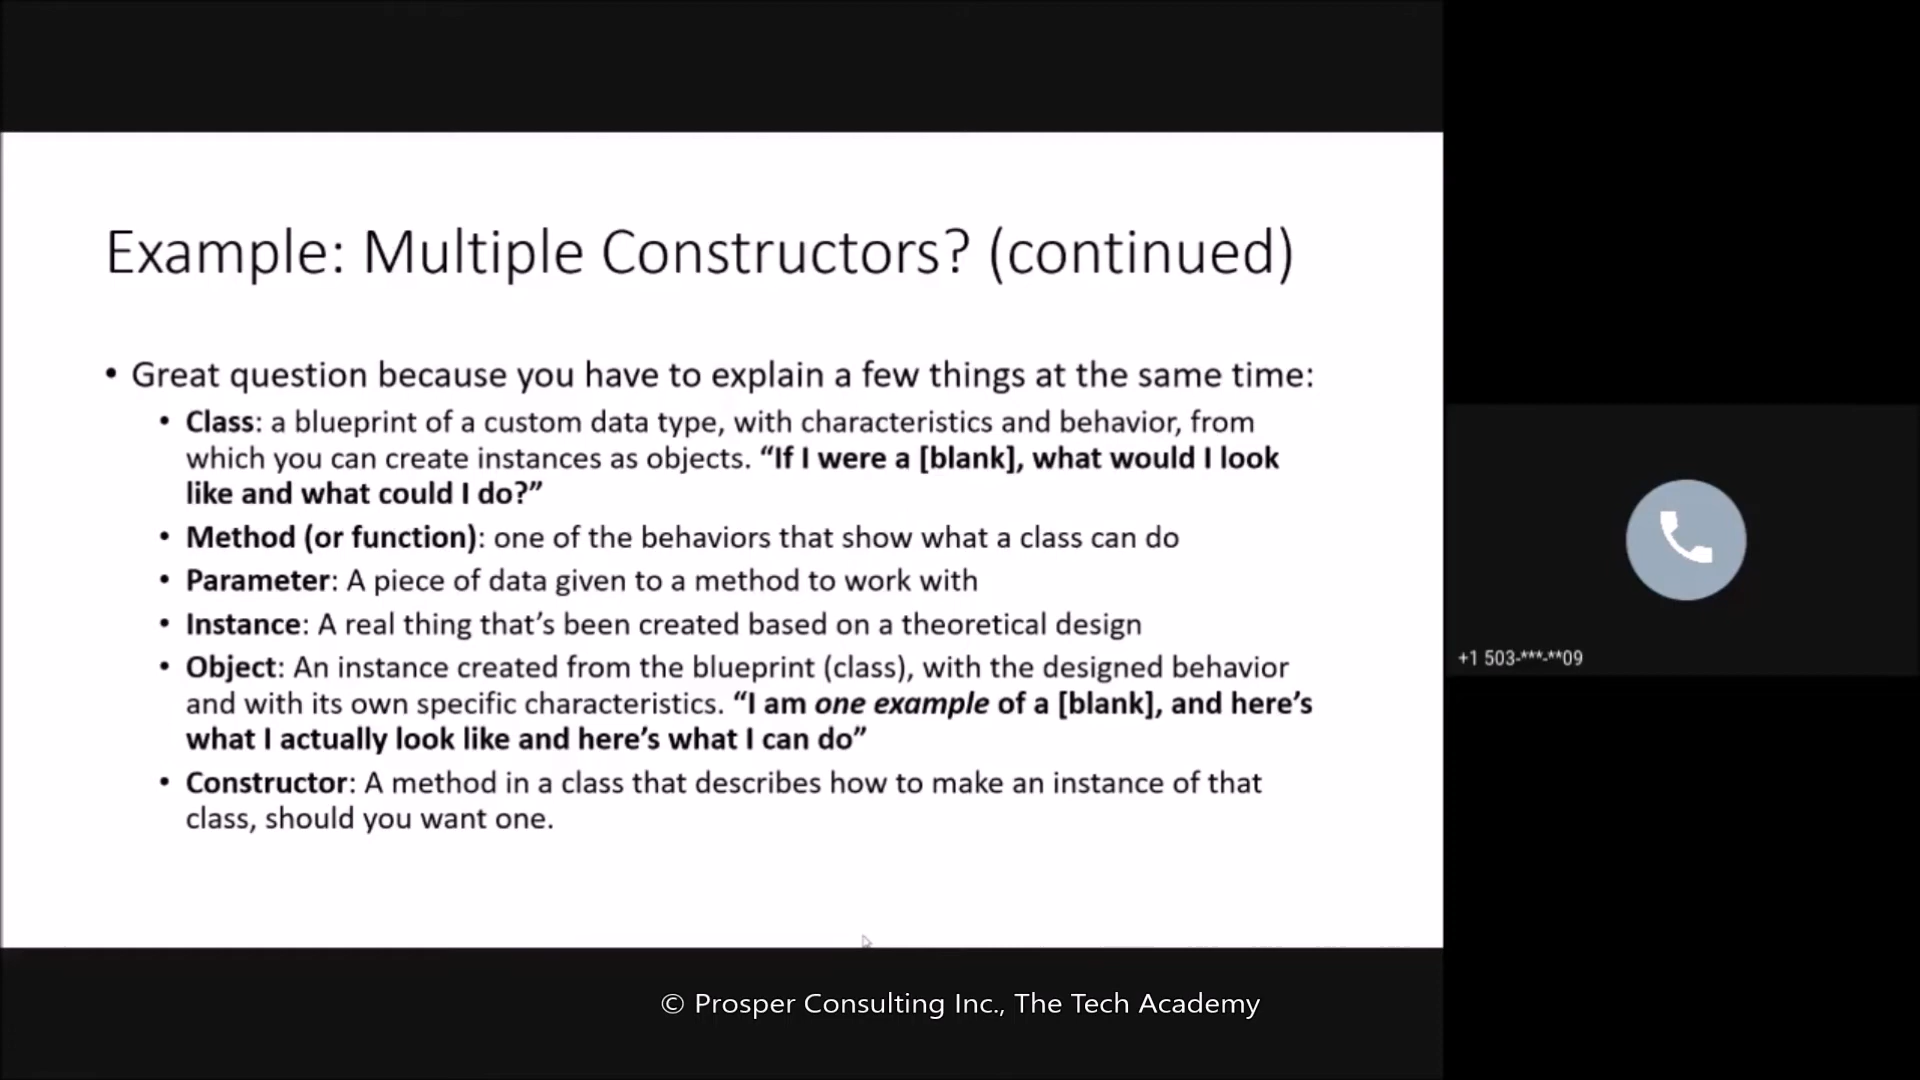 Example: Multiple Constructors? (continued)
• Great question because you have to explain a few things at the same time:
• Class: a blueprint of a custom data type, with characteristics and behavior, from
which you can create instances as objects. “If I were a [blank], what would I look
like and what could I do?”
• Method (or function): one of the behaviors that show what a class can do
• Parameter: A piece of data given to a method to work with
• Instance: A real thing that’s been created based on a theoretical design
• Object: An instance created from the blueprint (class), with the designed behavior
and with its own specific characteristics. “I am one example of a [blank], and here’s
what I actually look like and here’s what I can do”
• Constructor: A method in a class that describes how to make an instance of that
class, should you want one.
+1 503-***-**09
© Prosper Consulting Inc., The Tech Academy